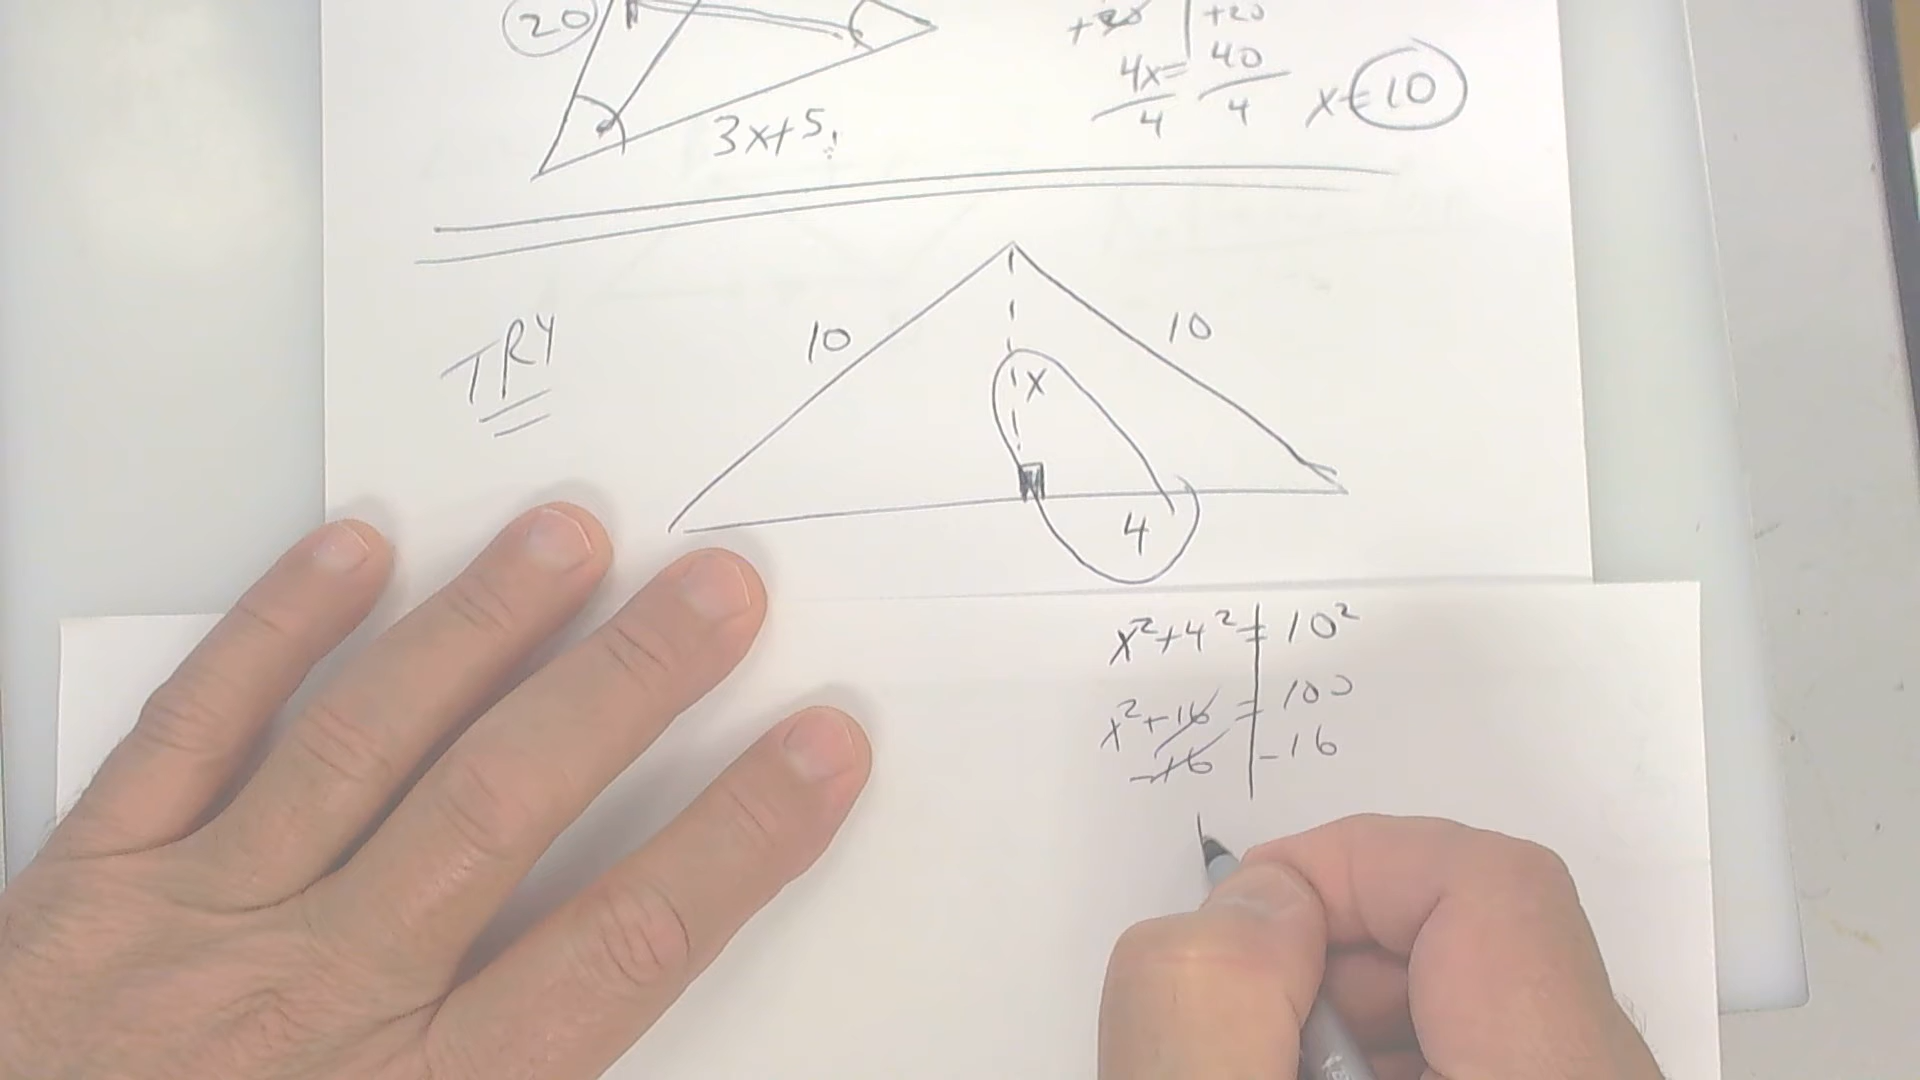 20
3x+5
+20 | +20
4x = 40
4 4
x = 10
TRY
10
10
x
4
x²+4² = 10²
x²+16 = 100
-16 | -16